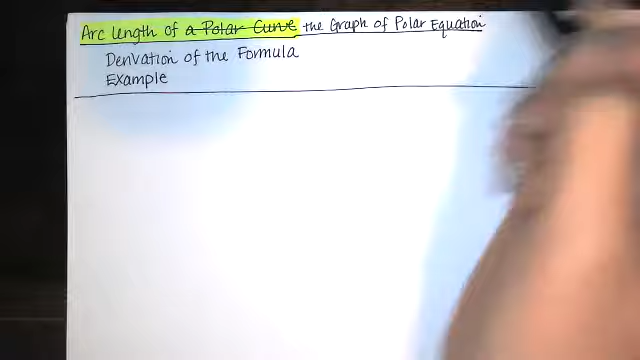 Arc length of a Polar Curve the Graph of Polar Equation
Derivation of the Formula
Example